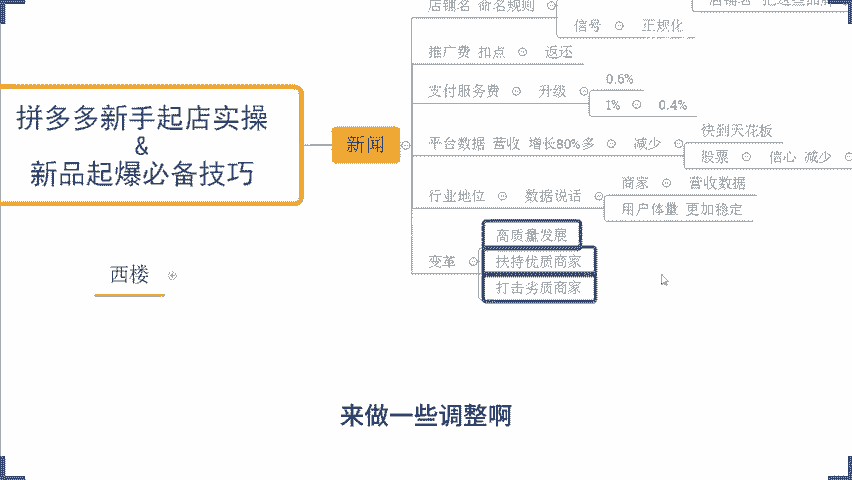 店铺名 命名规则
信号 正规化
推广费 扣点 返还
支付服务费 升级 0.6%
1% 0.4%
平台数据 营收 增长80%多 减少 快到天花板
股票 信心 减少
行业地位 数据说话 商家 营收数据
用户体量 更加稳定
变革 高质量发展
扶持优质商家
打击劣质商家
拼多多新手起店实操
&
新品起爆必备技巧
新闻
西楼
来做一些调整啊